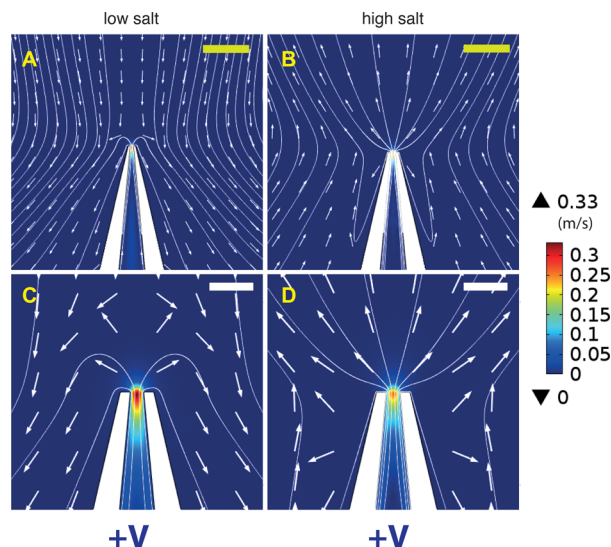 low salt
high salt
A
B
▲ 0.33
(m/s)
0.3
0.25
0.2
0.15
0.1
0.05
0
▼ 0
C
D
+V
+V